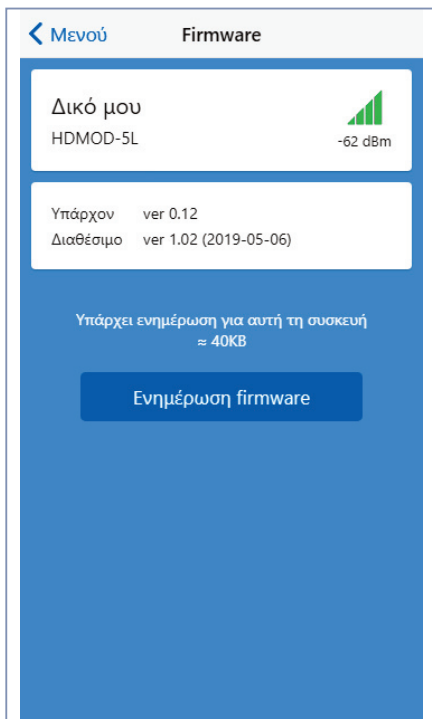 Μενού Firmware
Δικό μου
HDMOD-5L
-62 dBm
Υπάρχον ver 0.12
Διαθέσιμο ver 1.02 (2019-05-06)
Υπάρχει ενημέρωση για αυτή τη συσκευή
≈ 40KB
Ενημέρωση firmware